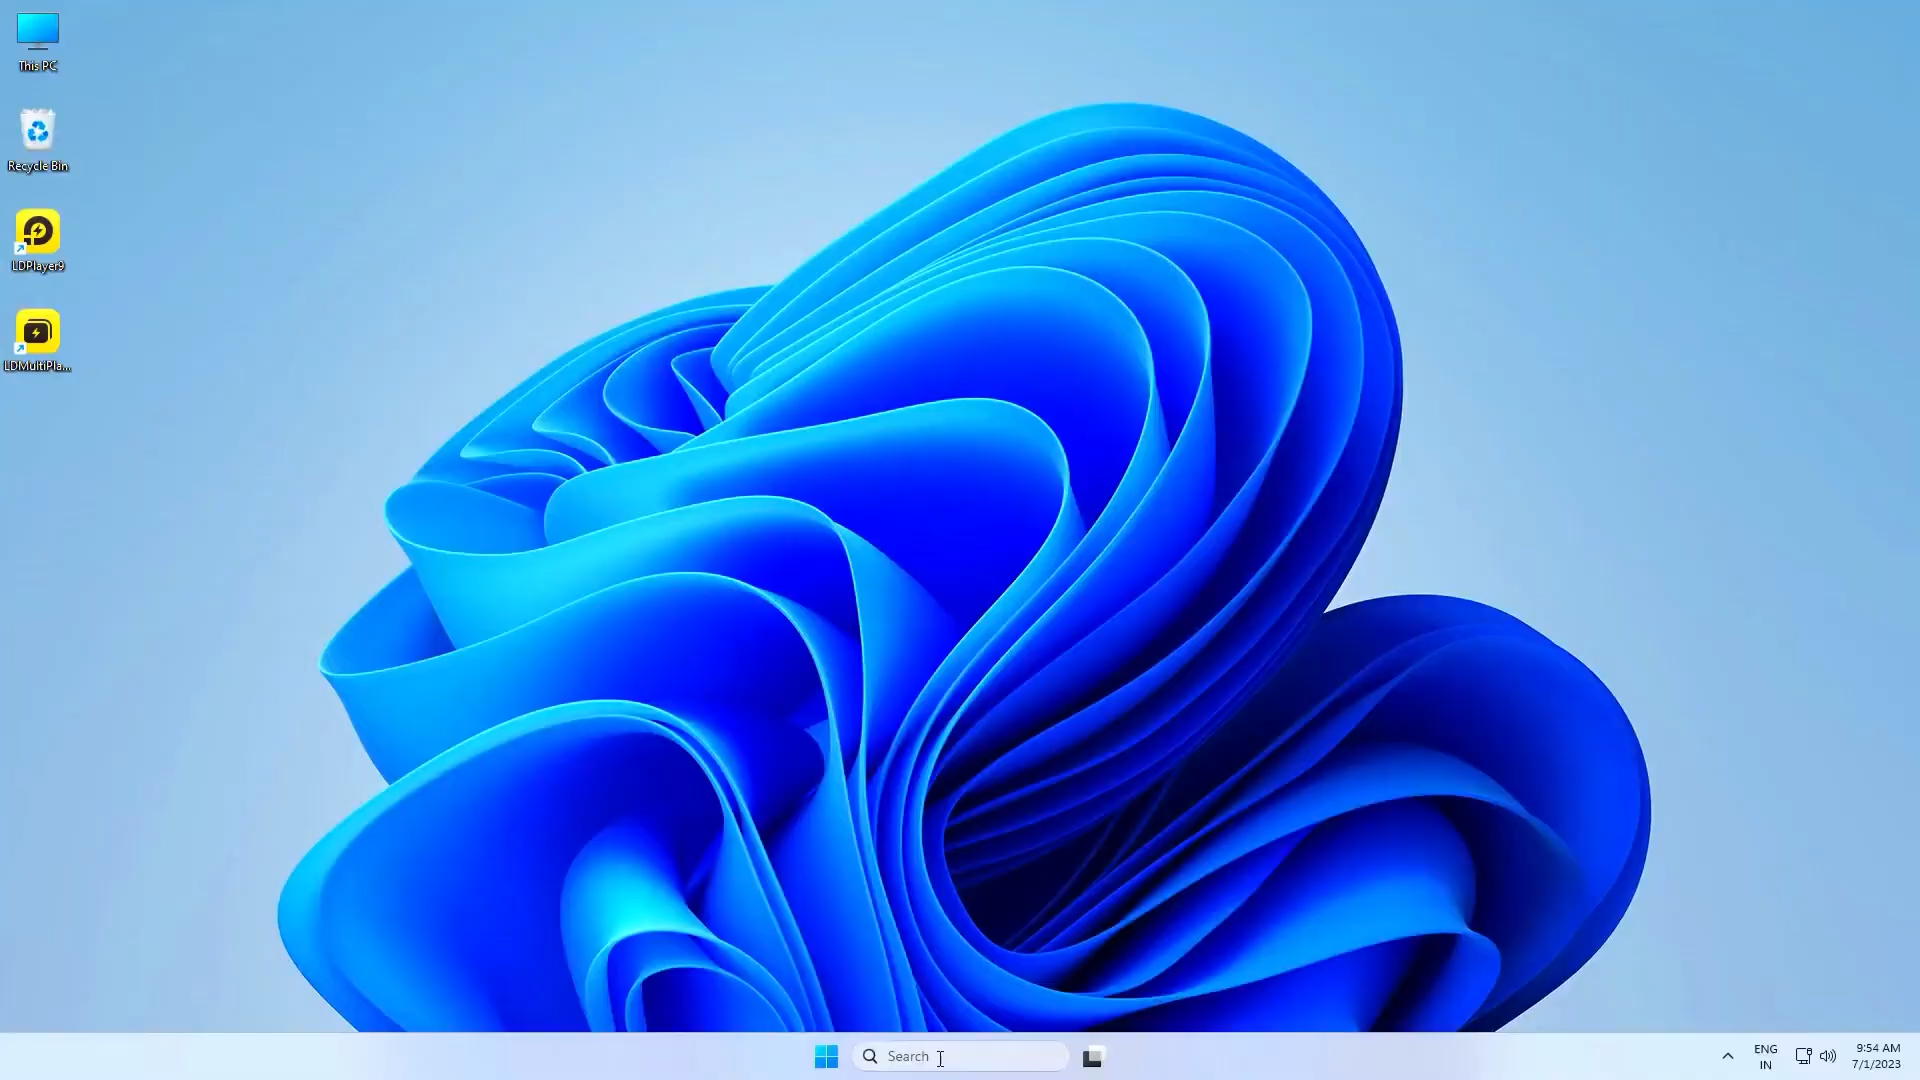 This PC
Recycle Bin
LDPlayer9
LDMultiPla...
Search
ENG
IN
9:54 AM
7/1/2023